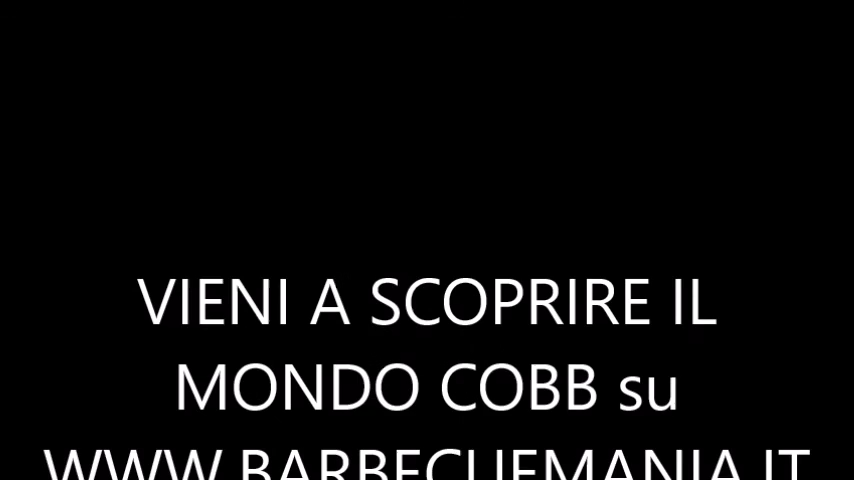 VIENI A SCOPRIRE IL
MONDO COBB su
WWW.BARBECUEMANIA.IT